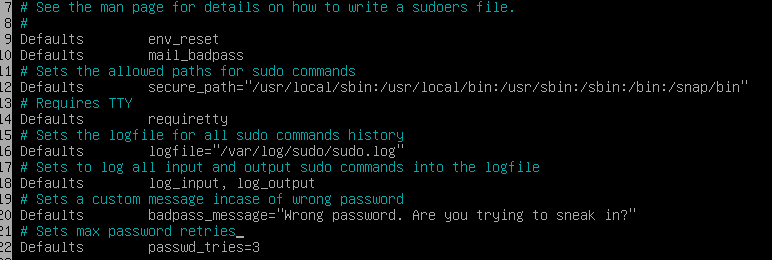 7 # See the man page for details on how to write a sudoers file.
8 #
9 Defaults        env_reset
10 Defaults        mail_badpass
11 # Sets the allowed paths for sudo commands
12 Defaults        secure_path="/usr/local/sbin:/usr/local/bin:/usr/sbin:/sbin:/bin:/snap/bin"
13 # Requires TTY
14 Defaults        requiretty
15 # Sets the logfile for all sudo commands history
16 Defaults        logfile="/var/log/sudo/sudo.log"
17 # Sets to log all input and output sudo commands into the logfile
18 Defaults        log_input, log_output
19 # Sets a custom message incase of wrong password
20 Defaults        badpass_message="Wrong password. Are you trying to sneak in?"
21 # Sets max password retries
22 Defaults        passwd_tries=3